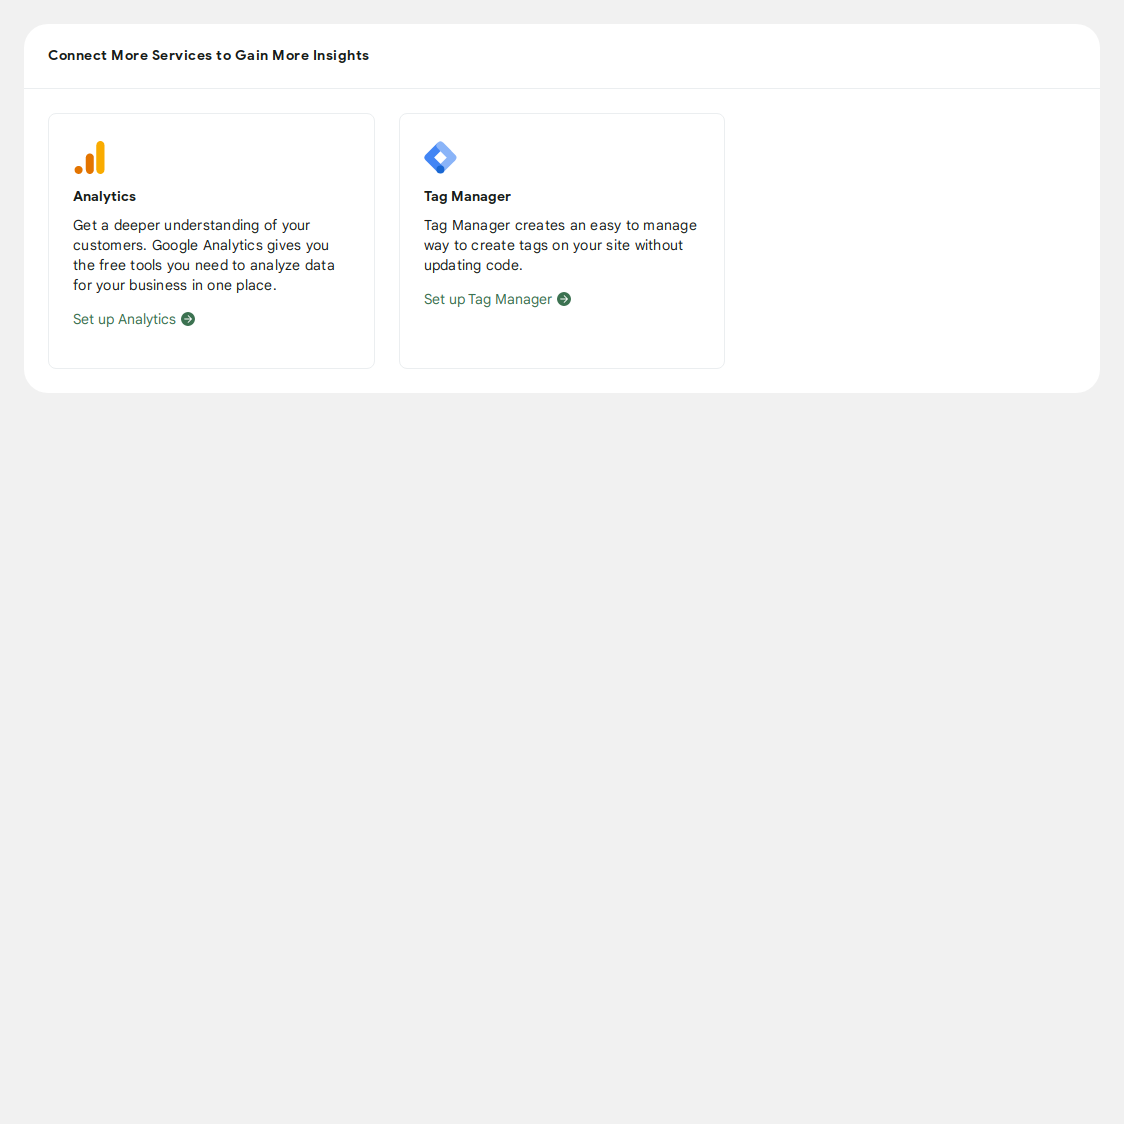 Connect More Services to Gain More Insights
Analytics
Get a deeper understanding of your
customers. Google Analytics gives you
the free tools you need to analyze data
for your business in one place.
Set up Analytics
Tag Manager
Tag Manager creates an easy to manage
way to create tags on your site without
updating code.
Set up Tag Manager